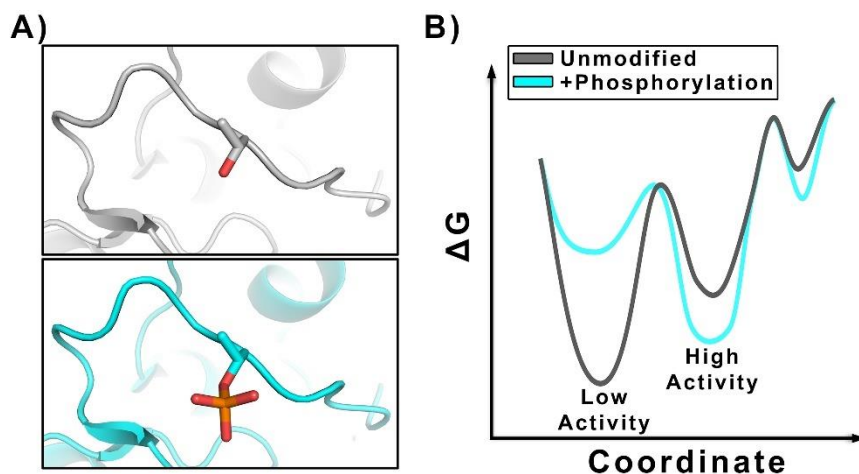 A)
B)
Unmodified
+Phosphorylation
ΔG
High
Activity
Low
Activity
Coordinate